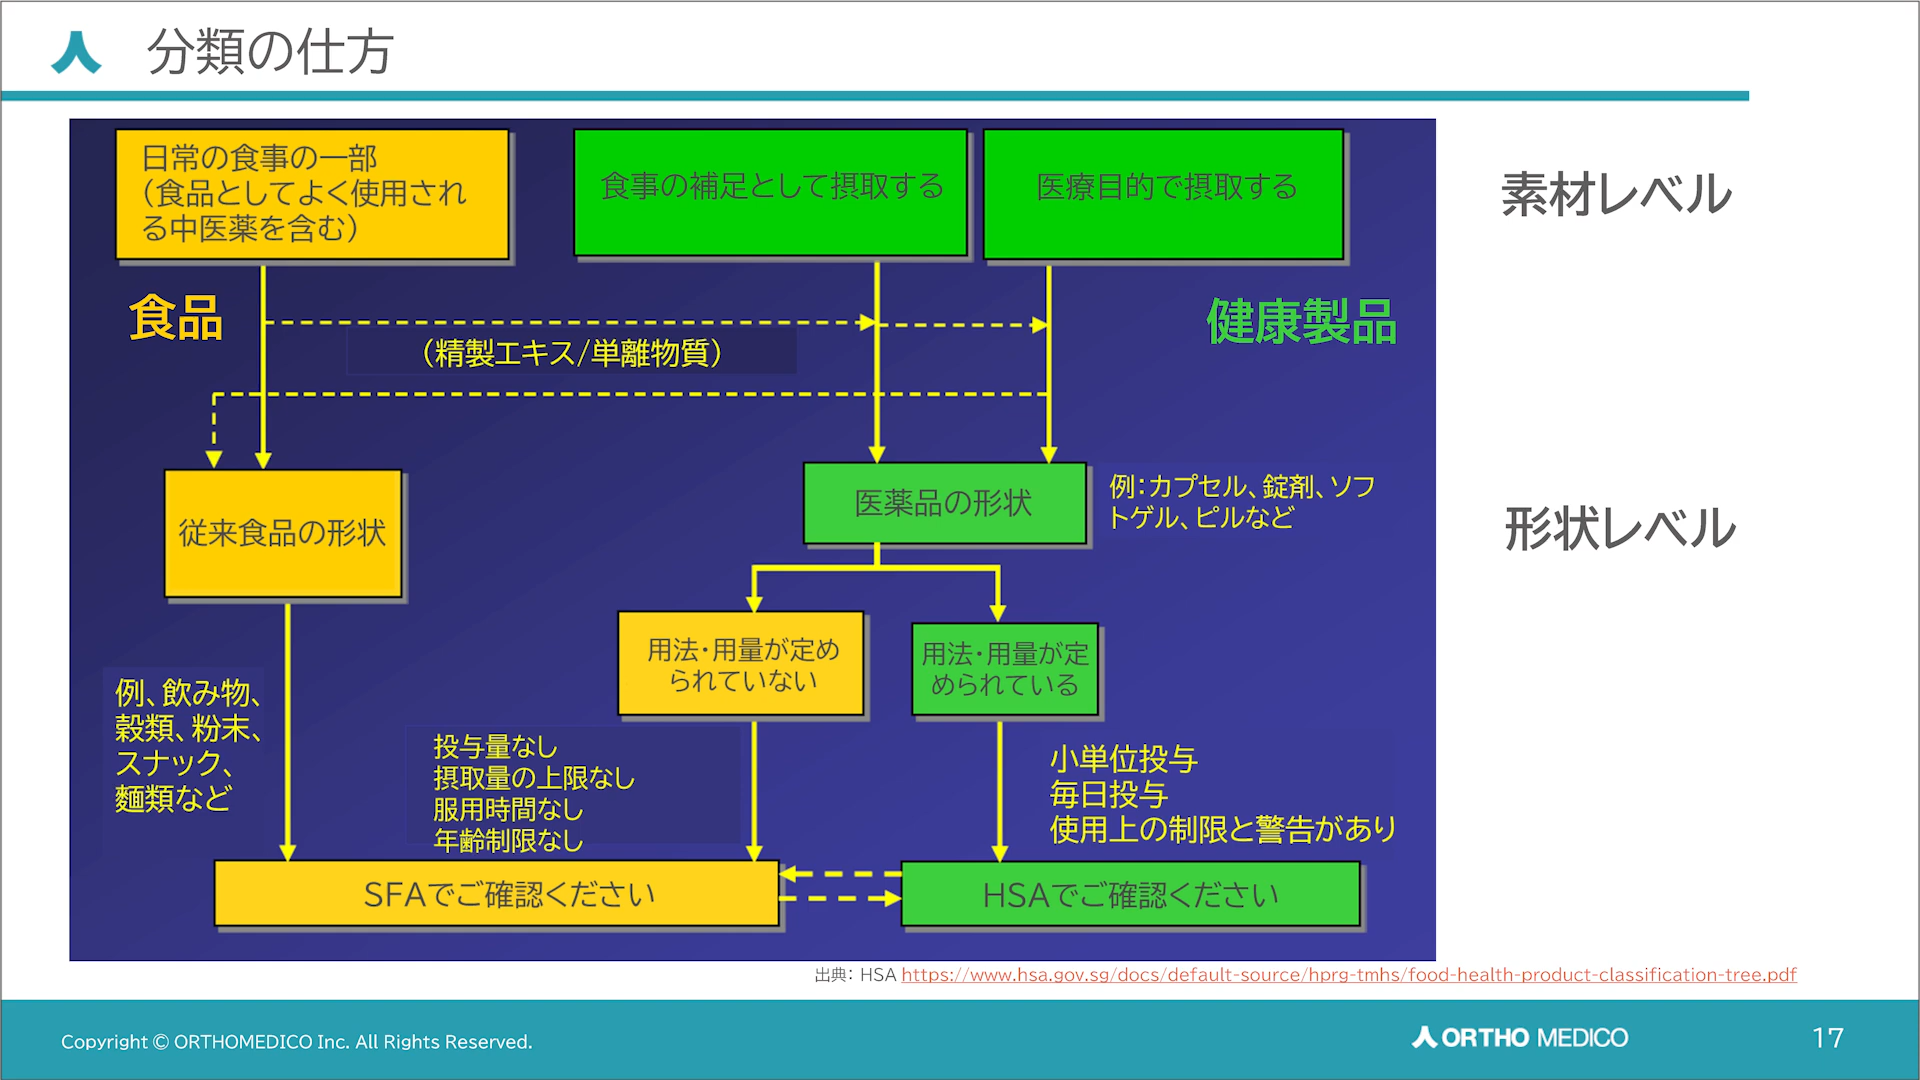 分類の仕方
日常の食事の一部
（食品としてよく使用され
る中医薬を含む）
食事の補足として摂取する
医療目的で摂取する
素材レベル
食品
健康製品
（精製エキス/単離物質）
従来食品の形状
医薬品の形状
例：カプセル、錠剤、ソフ
トゲル、ピルなど
形状レベル
用法・用量が定め
られていない
用法・用量が定
められている
例、飲み物、
穀類、粉末、
スナック、
麺類など
投与量なし
摂取量の上限なし
服用時間なし
年齢制限なし
小単位投与
毎日投与
使用上の制限と警告があり
SFAでご確認ください
HSAでご確認ください
出典： HSA https://www.hsa.gov.sg/docs/default-source/hprg-tmhs/food-health-product-classification-tree.pdf
Copyright © ORTHOMEDICO Inc. All Rights Reserved.
ORTHO MEDICO
17